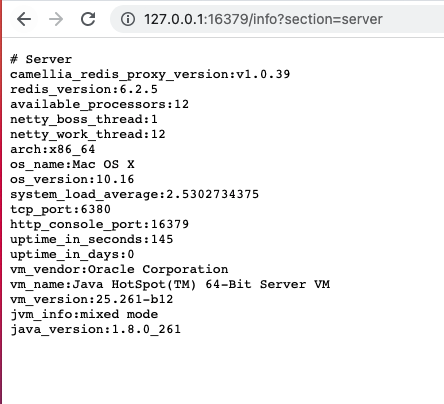 127.0.0.1:16379/info?section=server
# Server
camellia_redis_proxy_version:v1.0.39
redis_version:6.2.5
available_processors:12
netty_boss_thread:1
netty_work_thread:12
arch:x86_64
os_name:Mac OS X
os_version:10.16
system_load_average:2.5302734375
tcp_port:6380
http_console_port:16379
uptime_in_seconds:145
uptime_in_days:0
vm_vendor:Oracle Corporation
vm_name:Java HotSpot(TM) 64-Bit Server VM
vm_version:25.261-b12
jvm_info:mixed mode
java_version:1.8.0_261